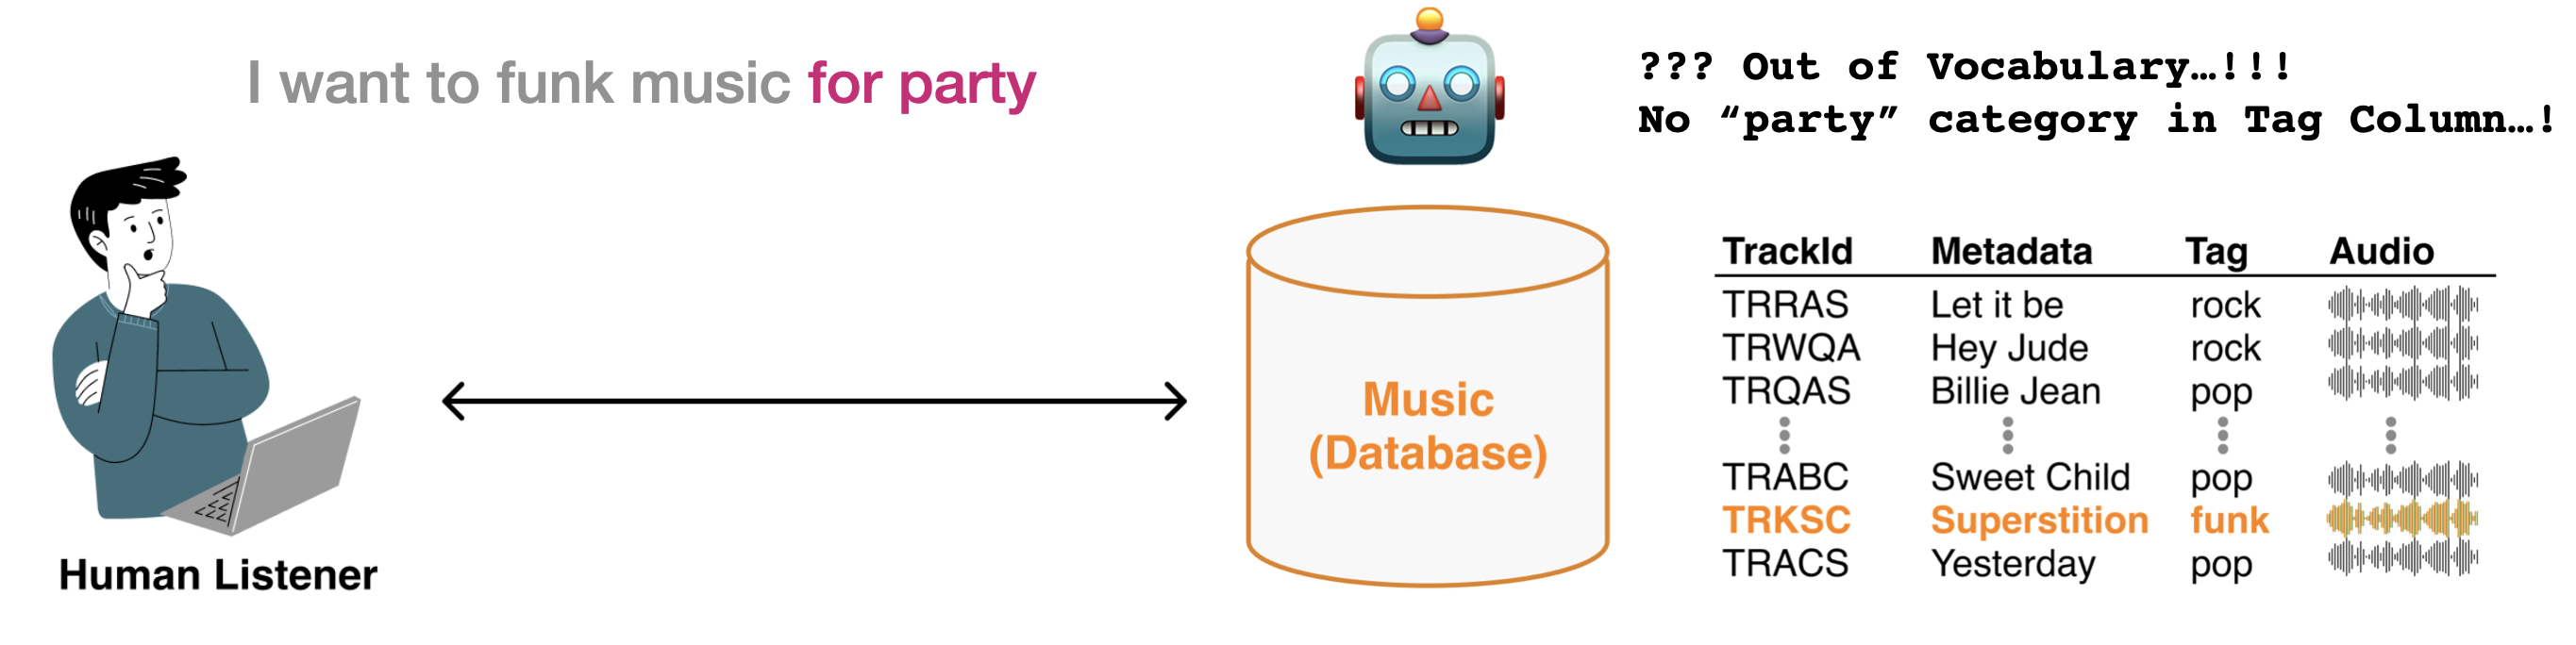 I want to funk music for party
??? Out of Vocabulary…!!!
No “party” category in Tag Column…!
Human Listener
Music
(Database)
TrackId Metadata Tag Audio
TRRAS Let it be rock
TRWQA Hey Jude rock
TRQAS Billie Jean pop
TRABC Sweet Child pop
TRKSC Superstition funk
TRACS Yesterday pop